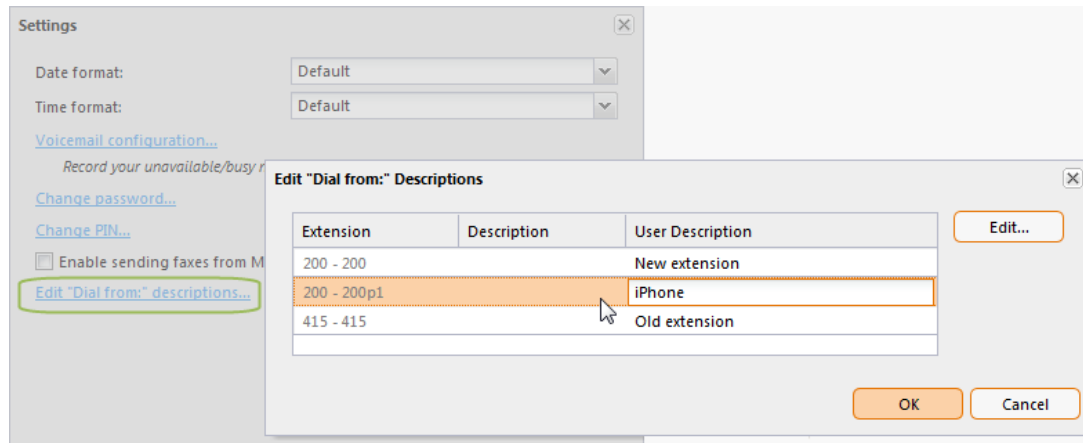 Settings
Date format: Default
Time format: Default
Voicemail configuration...
Record your unavailable/busy
Change password...
Change PIN...
Enable sending faxes from
Edit "Dial from:" descriptions...
Edit "Dial from:" Descriptions
Extension Description User Description
Edit...
200 - 200 New extension
200 - 200p1 iPhone
415 - 415 Old extension
OK Cancel